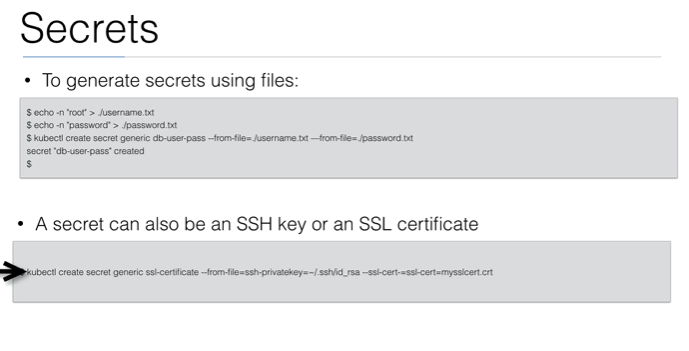 Secrets
• To generate secrets using files:
$ echo -n "root" > ./username.txt
$ echo -n "password" > ./password.txt
$ kubectl create secret generic db-user-pass --from-file=./username.txt —from-file=./password.txt
secret "db-user-pass" created
$
• A secret can also be an SSH key or an SSL certificate
kubectl create secret generic ssl-certificate --from-file=ssh-privatekey=~/.ssh/id_rsa --ssl-cert-=ssl-cert=mysslcert.crt